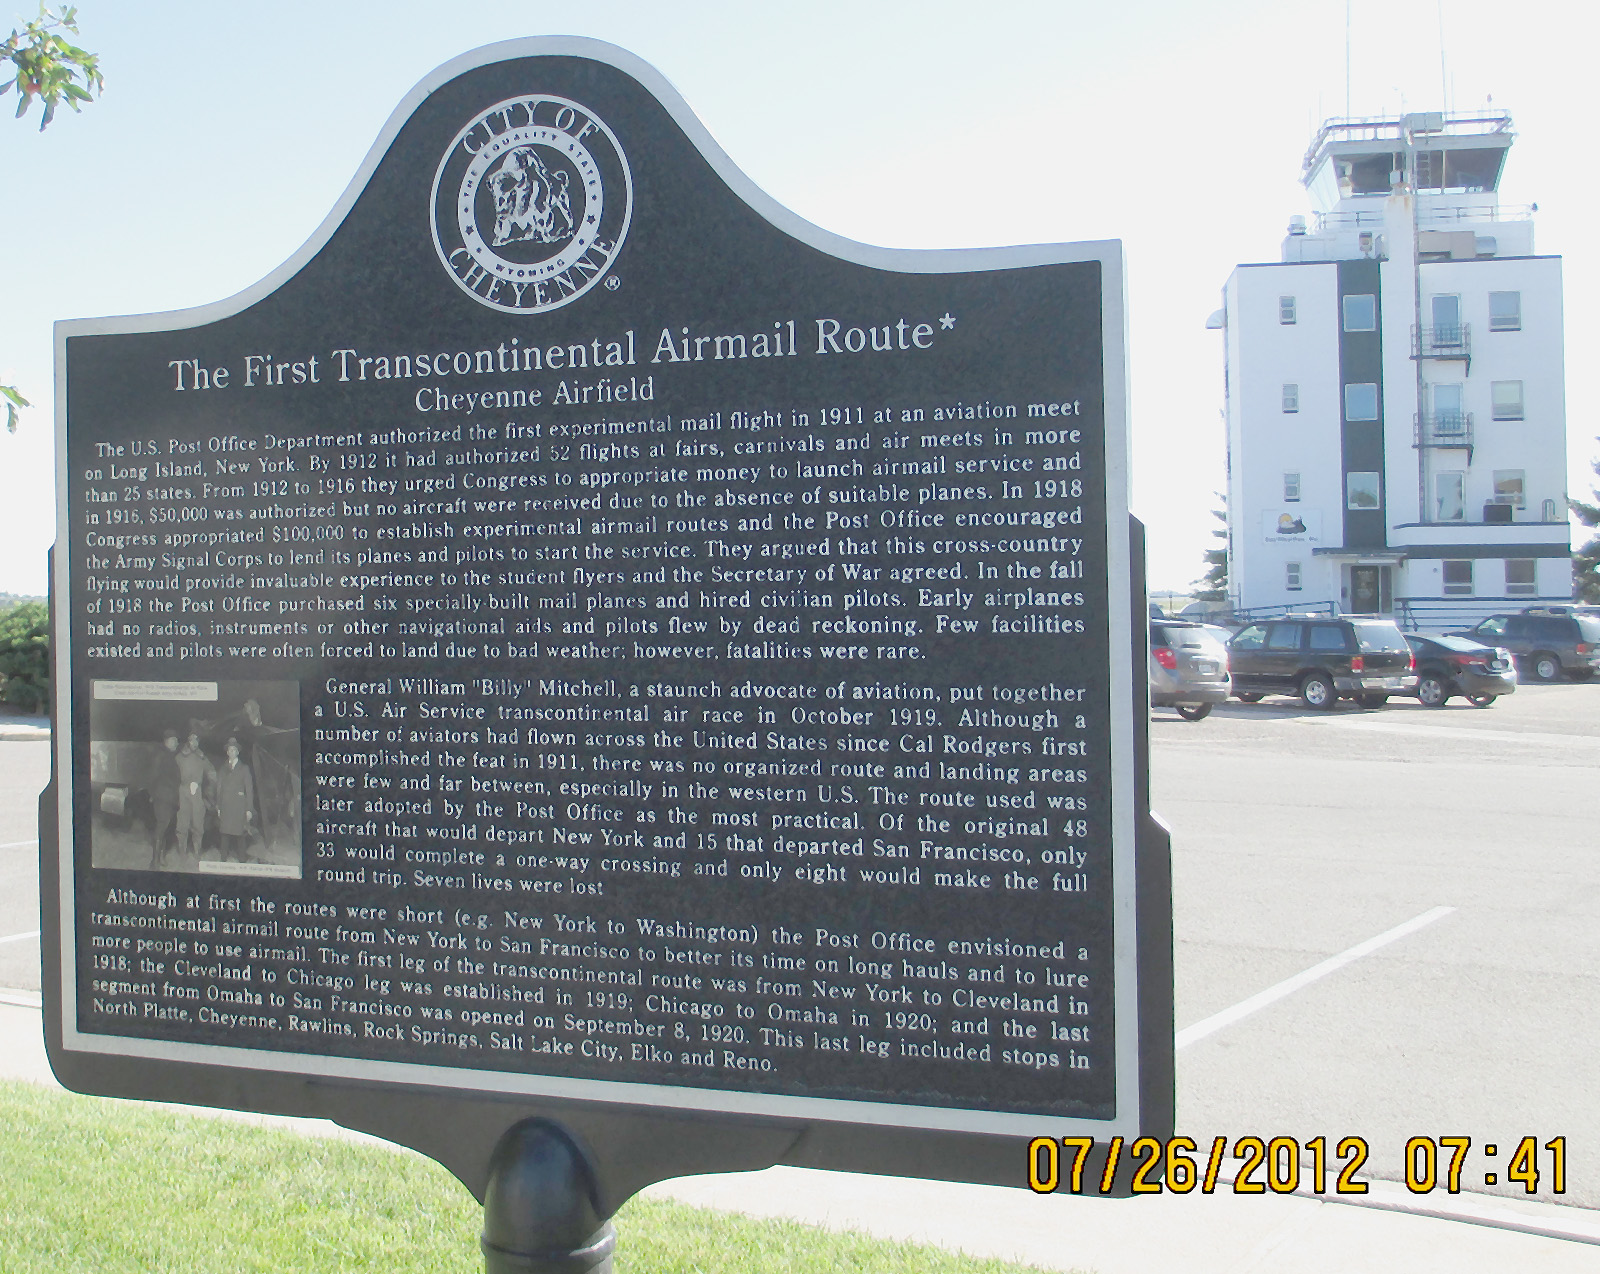 CITY OF
THE EQUALITY STATE
WYOMING
CHEYENNE
®
The First Transcontinental Airmail Route*
Cheyenne Airfield
The U.S. Post Office Department authorized the first experimental mail flight in 1911 at an aviation meet
on Long Island, New York. By 1912 it had authorized 52 flights at fairs, carnivals and air meets in more
than 25 states. From 1912 to 1916 they urged Congress to appropriate money to launch airmail service and
in 1916, $50,000 was authorized but no aircraft were received due to the absence of suitable planes. In 1918
Congress appropriated $100,000 to establish experimental airmail routes and the Post Office encouraged
the Army Signal Corps to lend its planes and pilots to start the service. They argued that this cross-country
flying would provide invaluable experience to the student flyers and the Secretary of War agreed. In the fall
of 1918 the Post Office purchased six specially-built mail planes and hired civilian pilots. Early airplanes
had no radios, instruments or other navigational aids and pilots flew by dead reckoning. Few facilities
existed and pilots were often forced to land due to bad weather; however, fatalities were rare.
General William "Billy" Mitchell, a staunch advocate of aviation, put together
a U.S. Air Service transcontinental air race in October 1919. Although a
number of aviators had flown across the United States since Cal Rodgers first
accomplished the feat in 1911, there was no organized route and landing areas
were few and far between, especially in the western U.S. The route used was
later adopted by the Post Office as the most practical. Of the original 48
aircraft that would depart New York and 15 that departed San Francisco, only
33 would complete a one-way crossing and only eight would make the full
round trip. Seven lives were lost
Although at first the routes were short (e.g. New York to Washington) the Post Office envisioned a
transcontinental airmail route from New York to San Francisco to better its time on long hauls and to lure
more people to use airmail. The first leg of the transcontinental route was from New York to Cleveland in
1918; the Cleveland to Chicago leg was established in 1919; Chicago to Omaha in 1920; and the last
segment from Omaha to San Francisco was opened on September 8, 1920. This last leg included stops in
North Platte, Cheyenne, Rawlins, Rock Springs, Salt Lake City, Elko and Reno.
07/26/2012 07:41